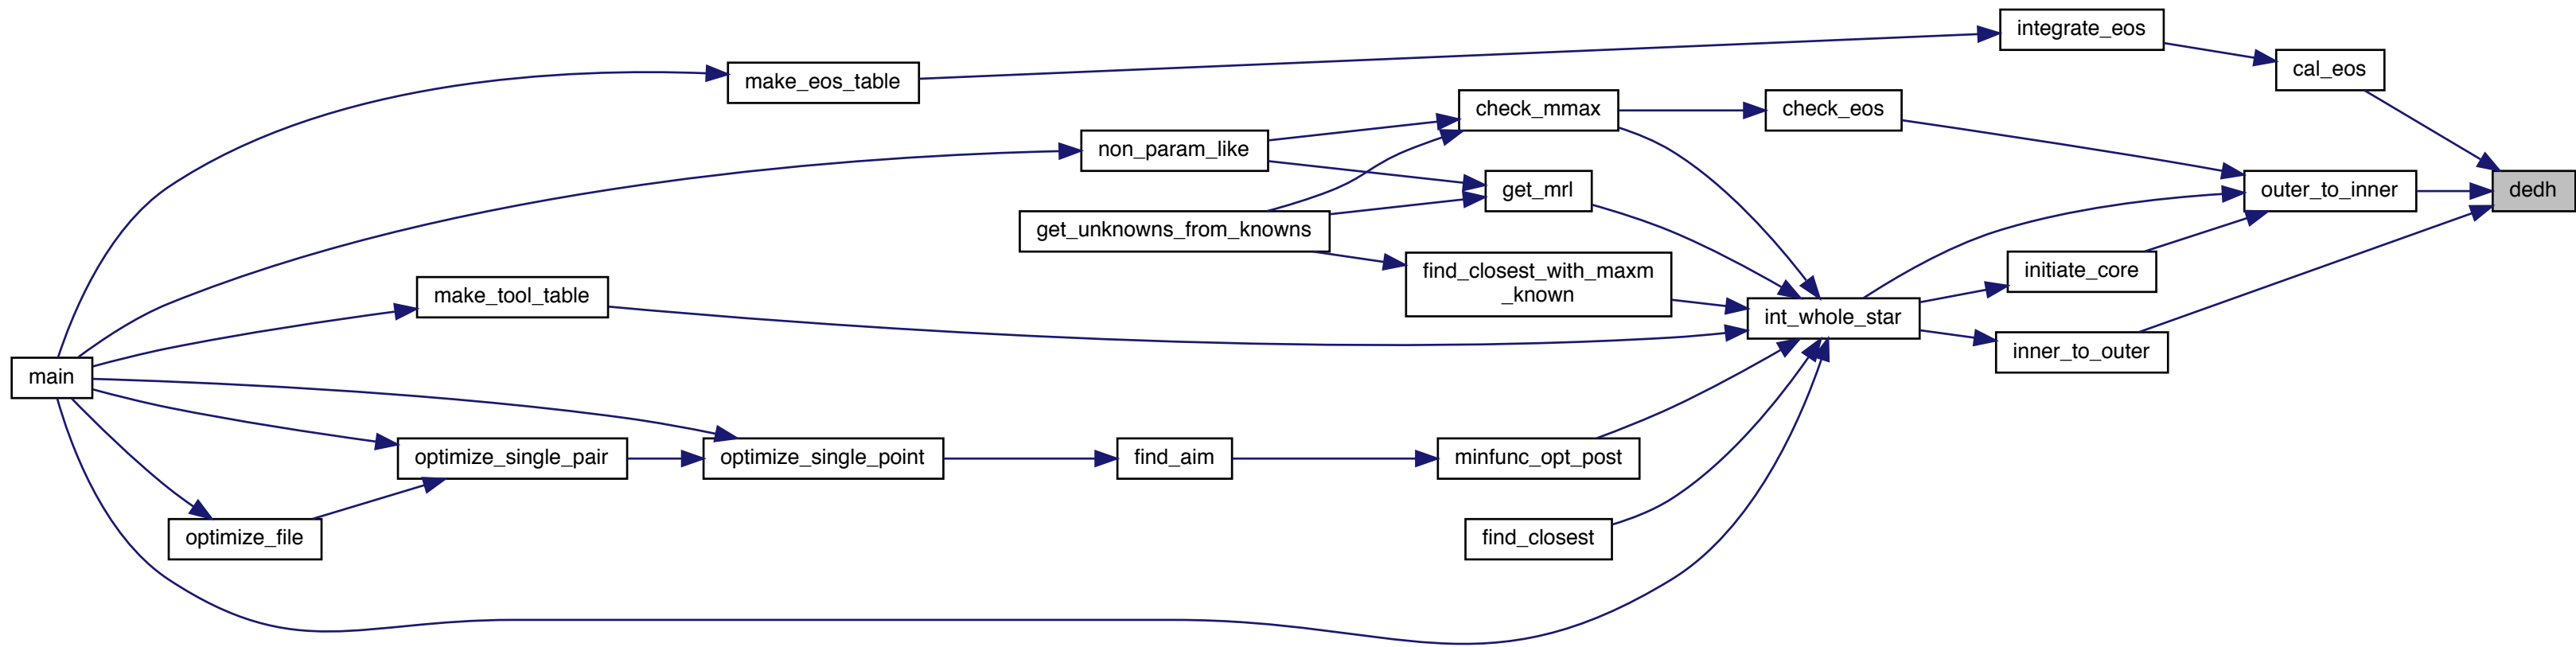 integrate_eos
cal_eos
make_eos_table
check_mmax
check_eos
non_param_like
get_mrl
outer_to_inner
dedh
get_unknowns_from_knowns
find_closest_with_maxm
_known
initiate_core
make_tool_table
int_whole_star
inner_to_outer
main
optimize_single_pair
optimize_single_point
find_aim
minfunc_opt_post
optimize_file
find_closest